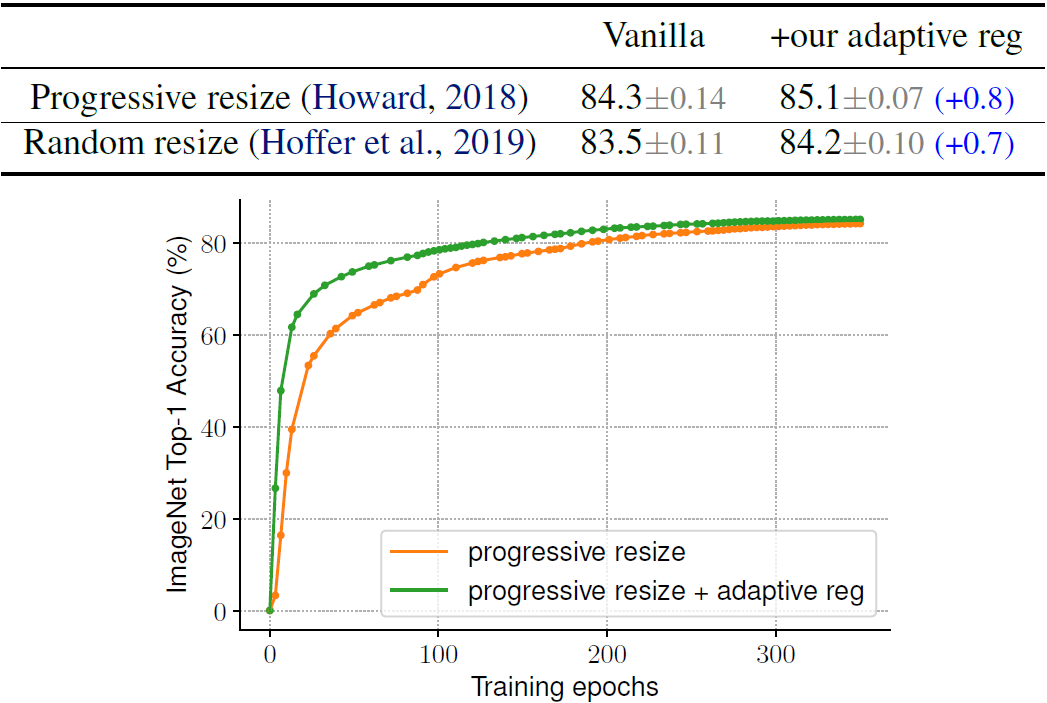 Vanilla +our adaptive reg
Progressive resize (Howard, 2018) 84.3±0.14 85.1±0.07 (+0.8)
Random resize (Hoffer et al., 2019) 83.5±0.11 84.2±0.10 (+0.7)
ImageNet Top-1 Accuracy (%)
80
60
40
20
0
progressive resize
progressive resize + adaptive reg
0 100 200 300
Training epochs